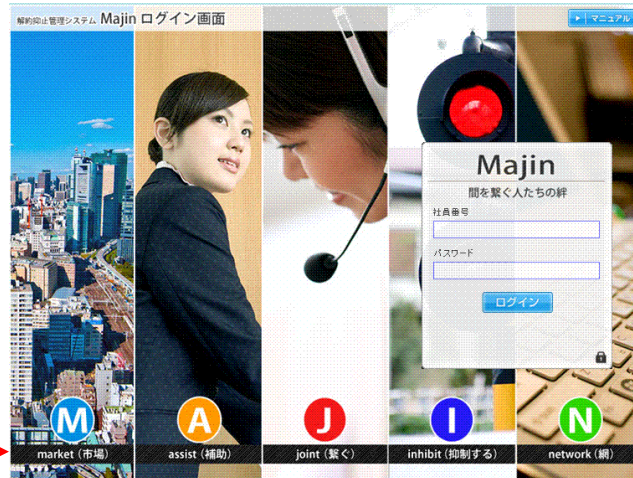 解約抑止管理システム Majin ログイン画面
マニュアル
Majin
間を繋ぐ人たちの絆
社員番号
パスワード
ログイン
M A J I N
market（市場） assist（補助） joint（繋ぐ） inhibit（抑制する） network（網）